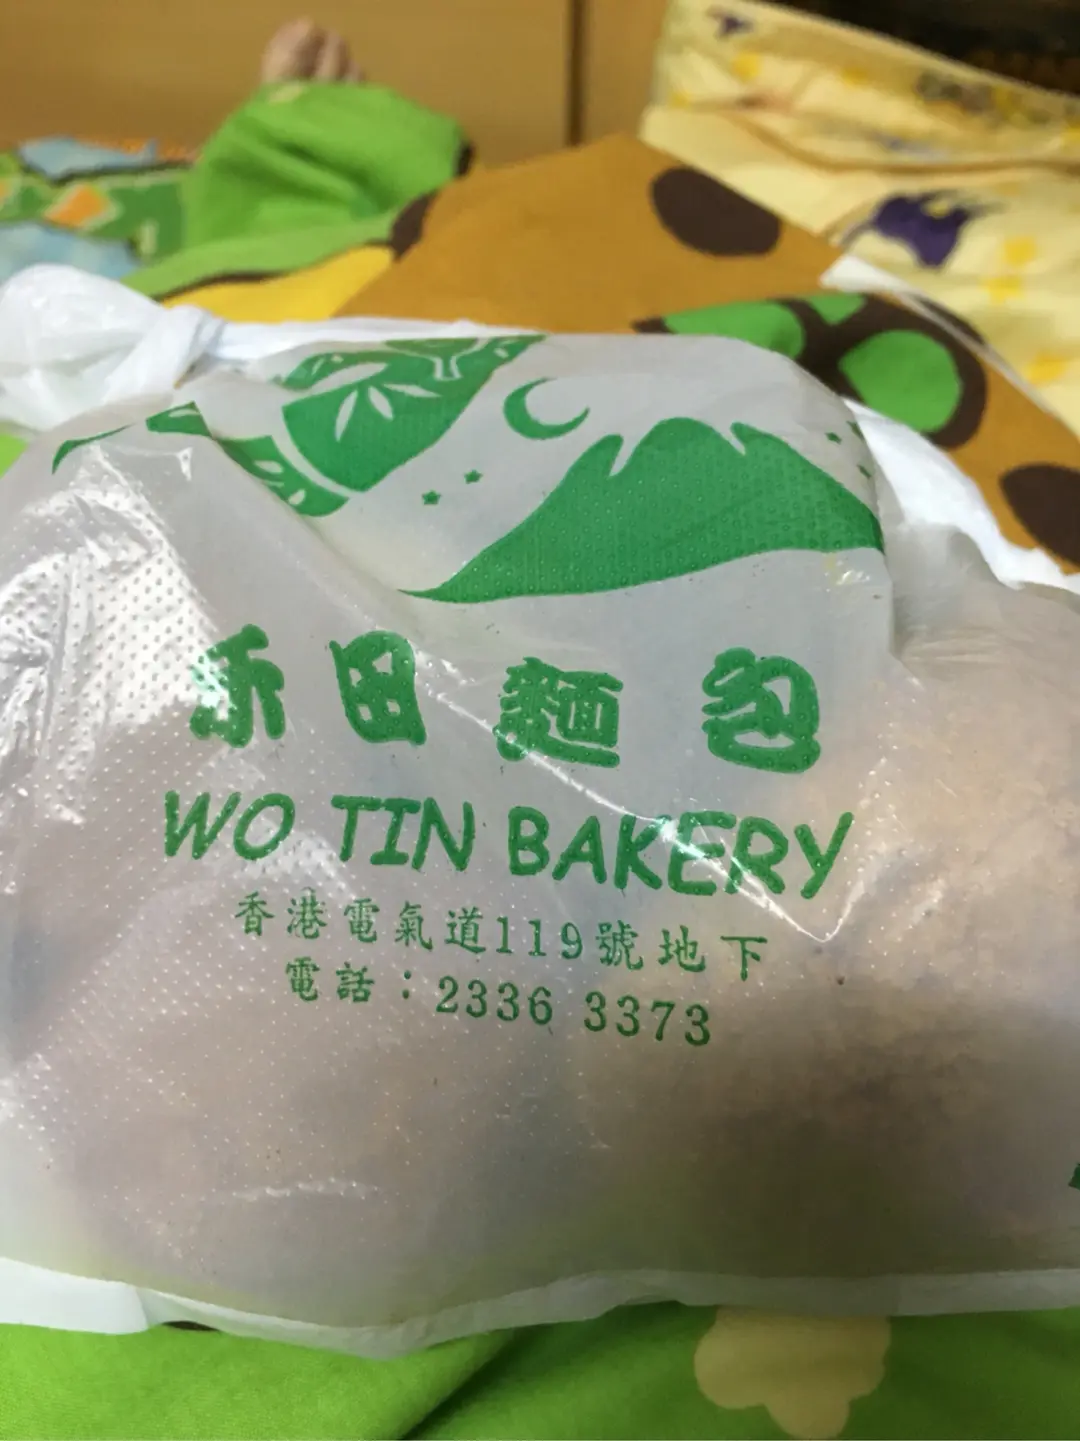 禾田麵包
WO TIN BAKERY
香港電氣道119號地下
電話：2336 3373